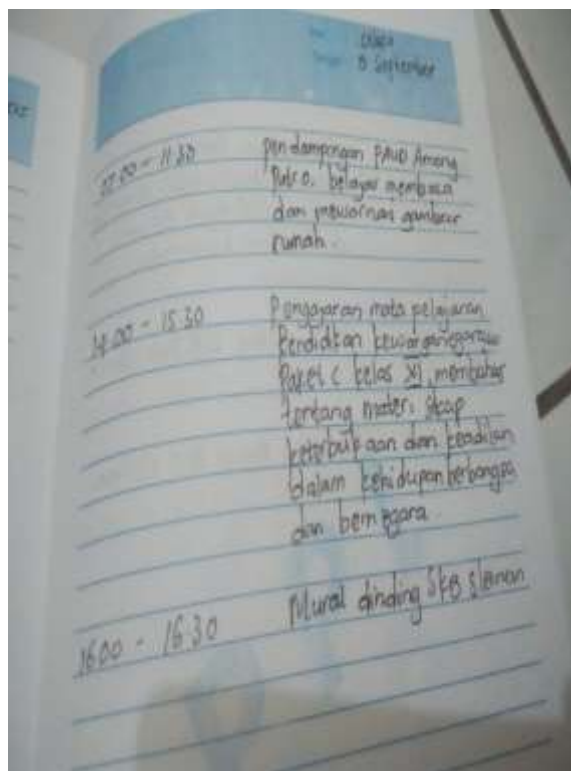 8 September
07.00 - 11.30 pendampingan PAUD Among
Putro. belajar membaca
dan mewarnai gambar
rumah.
14.00 - 15.30 Pengajaran mata pelajaran
Pendidikan kewarganegaraan
Paket C kelas XI, membahas
tentang materi sikap
keterbukaan dan keadilan
dalam kehidupan berbangsa
dan bernegara
16.00 - 16.30 Mural dinding SKB Sleman